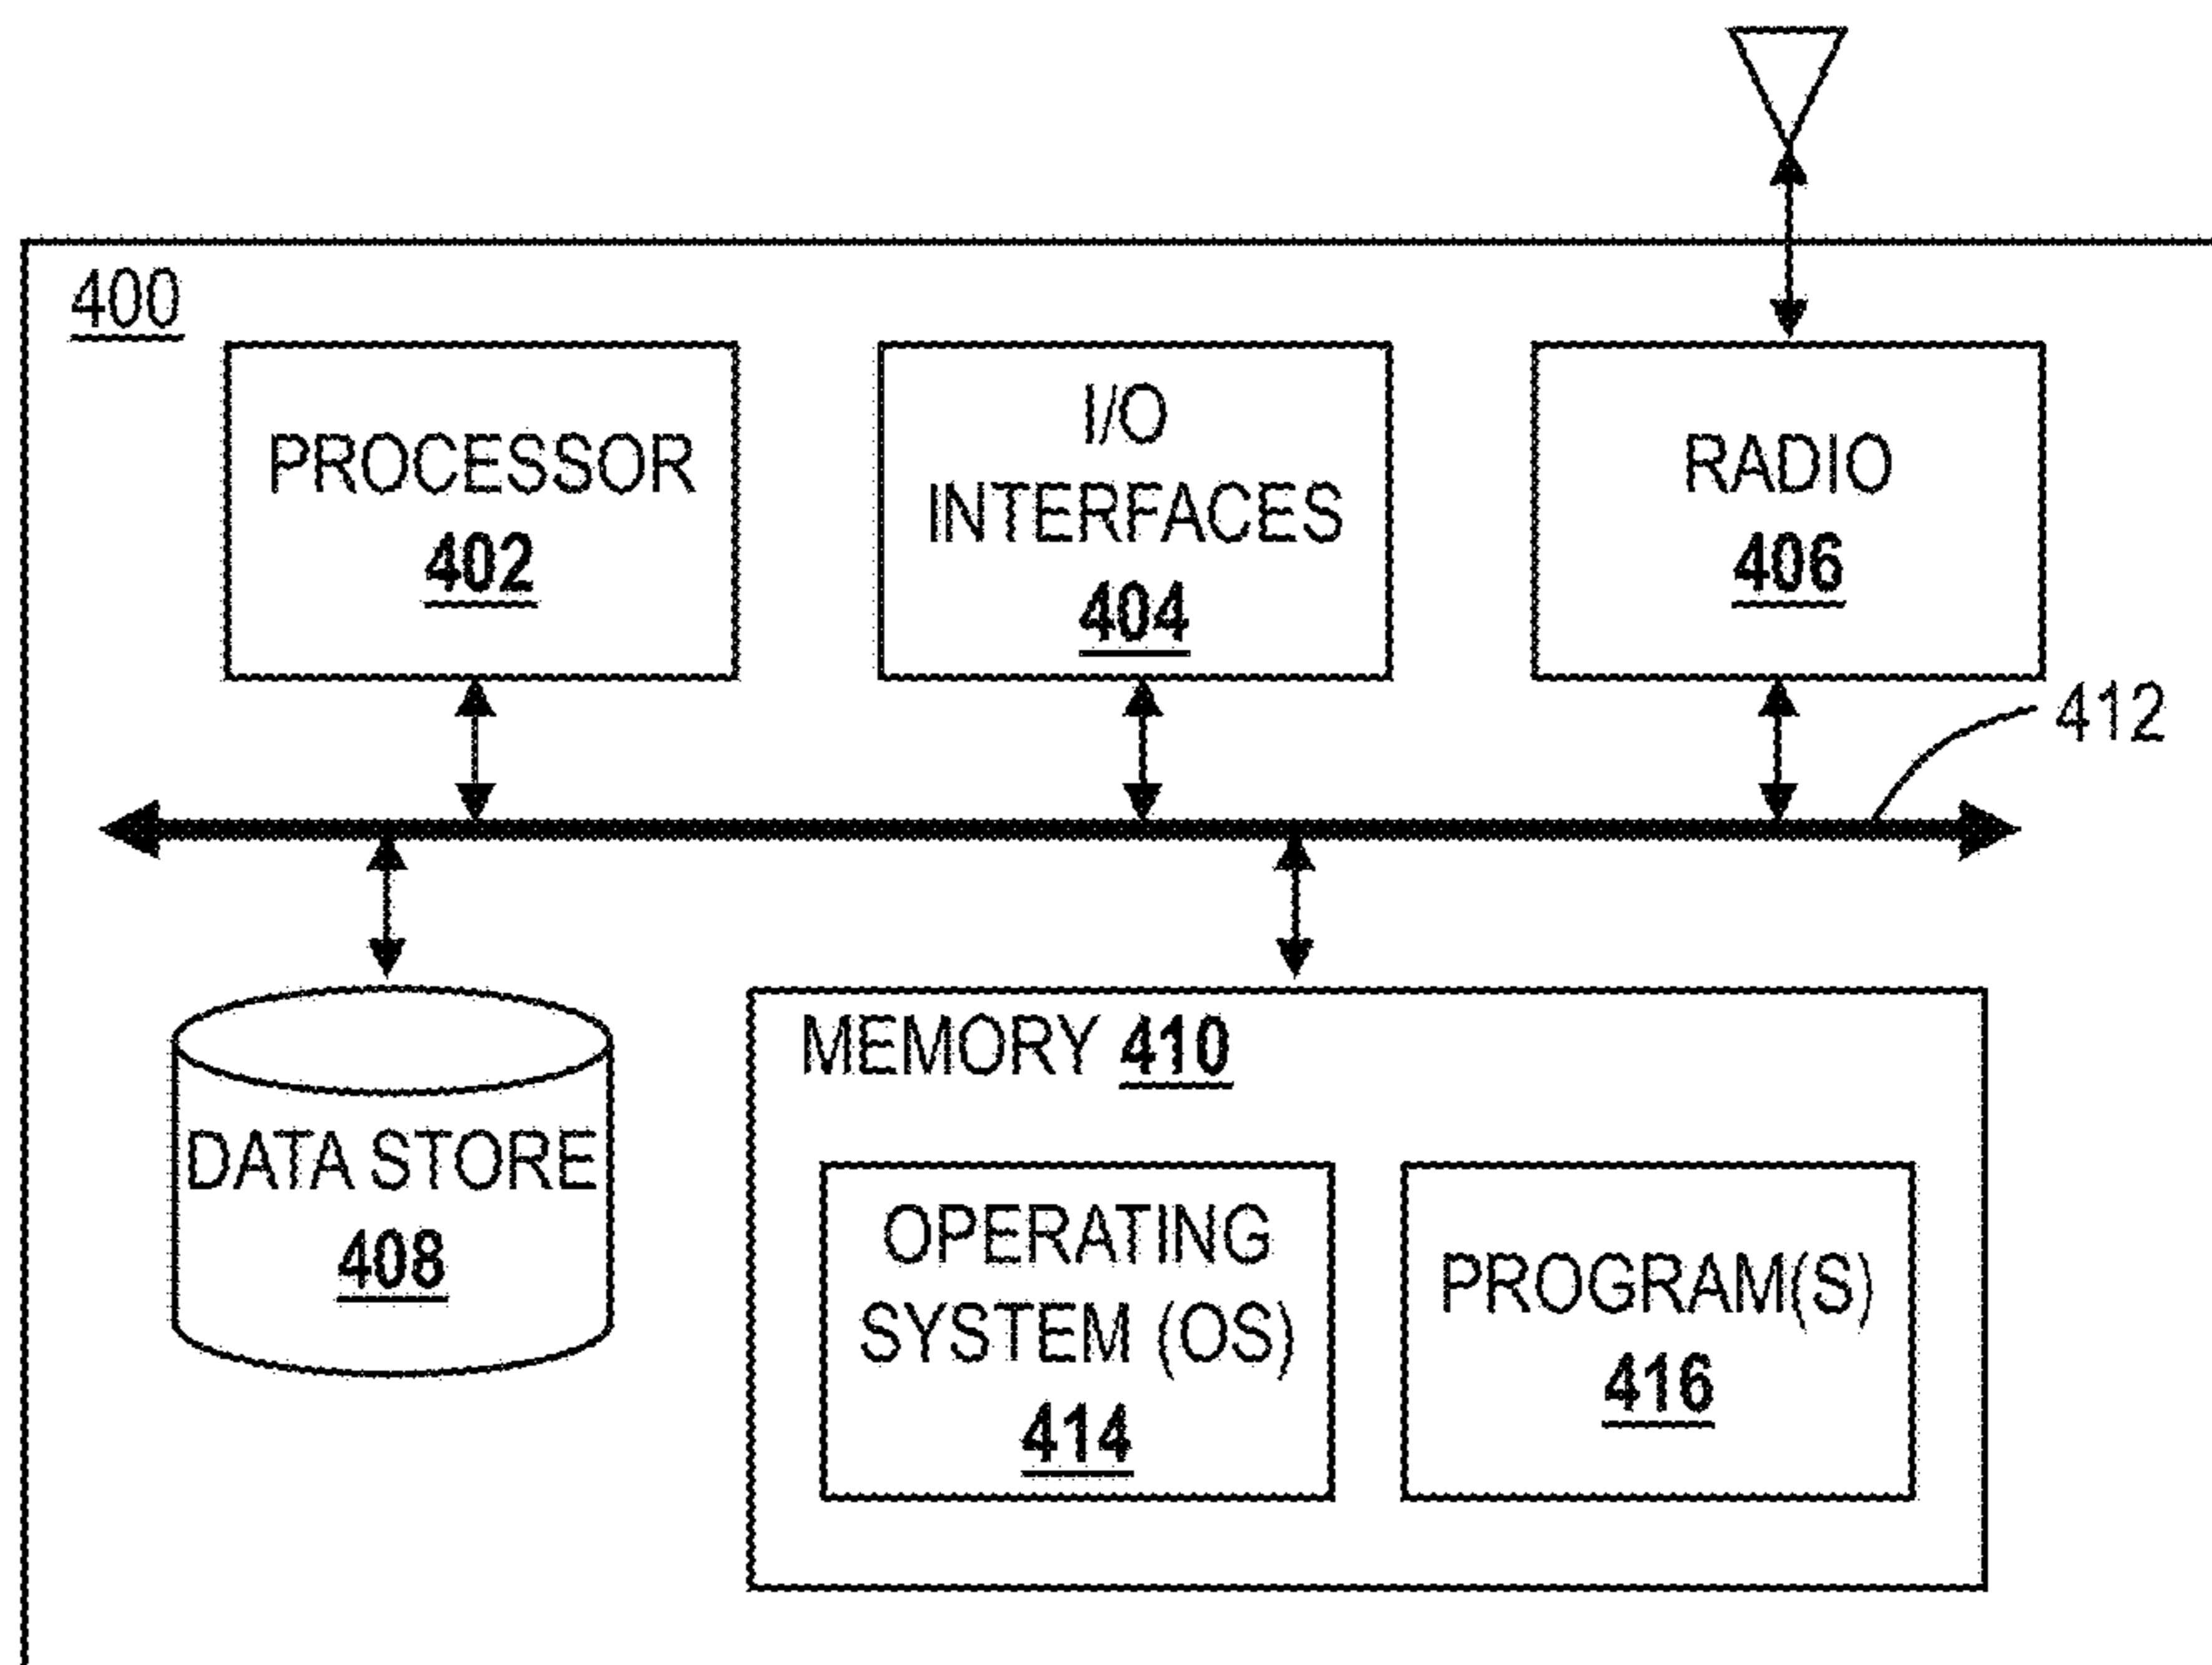 400
PROCESSOR
402
I/O
INTERFACES
404
RADIO
406
412
DATA STORE
408
MEMORY 410
OPERATING
SYSTEM (OS)
414
PROGRAM(S)
416